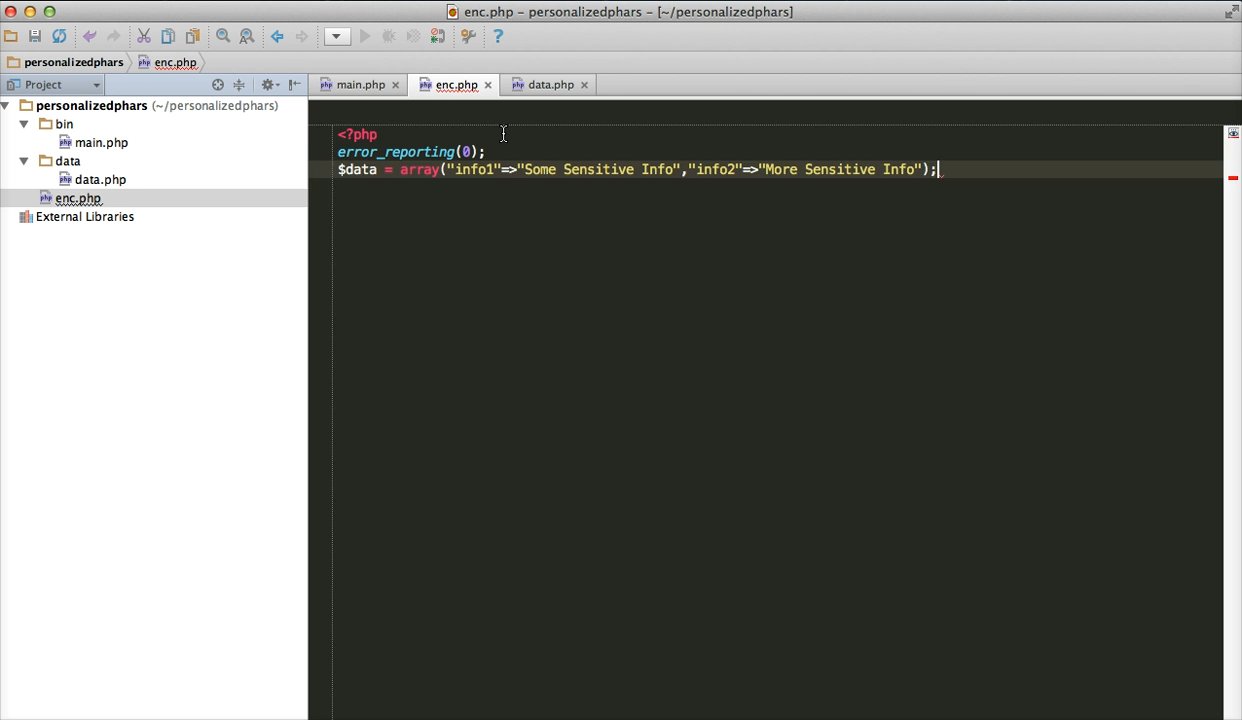 enc.php – personalizedphars – [~/personalizedphars]
personalizedphars enc.php
Project
main.php enc.php data.php
personalizedphars (~/personalizedphars)
bin
main.php
data
data.php
enc.php
External Libraries
<?php
error_reporting(0);
$data = array("info1"=>"Some Sensitive Info","info2"=>"More Sensitive Info");